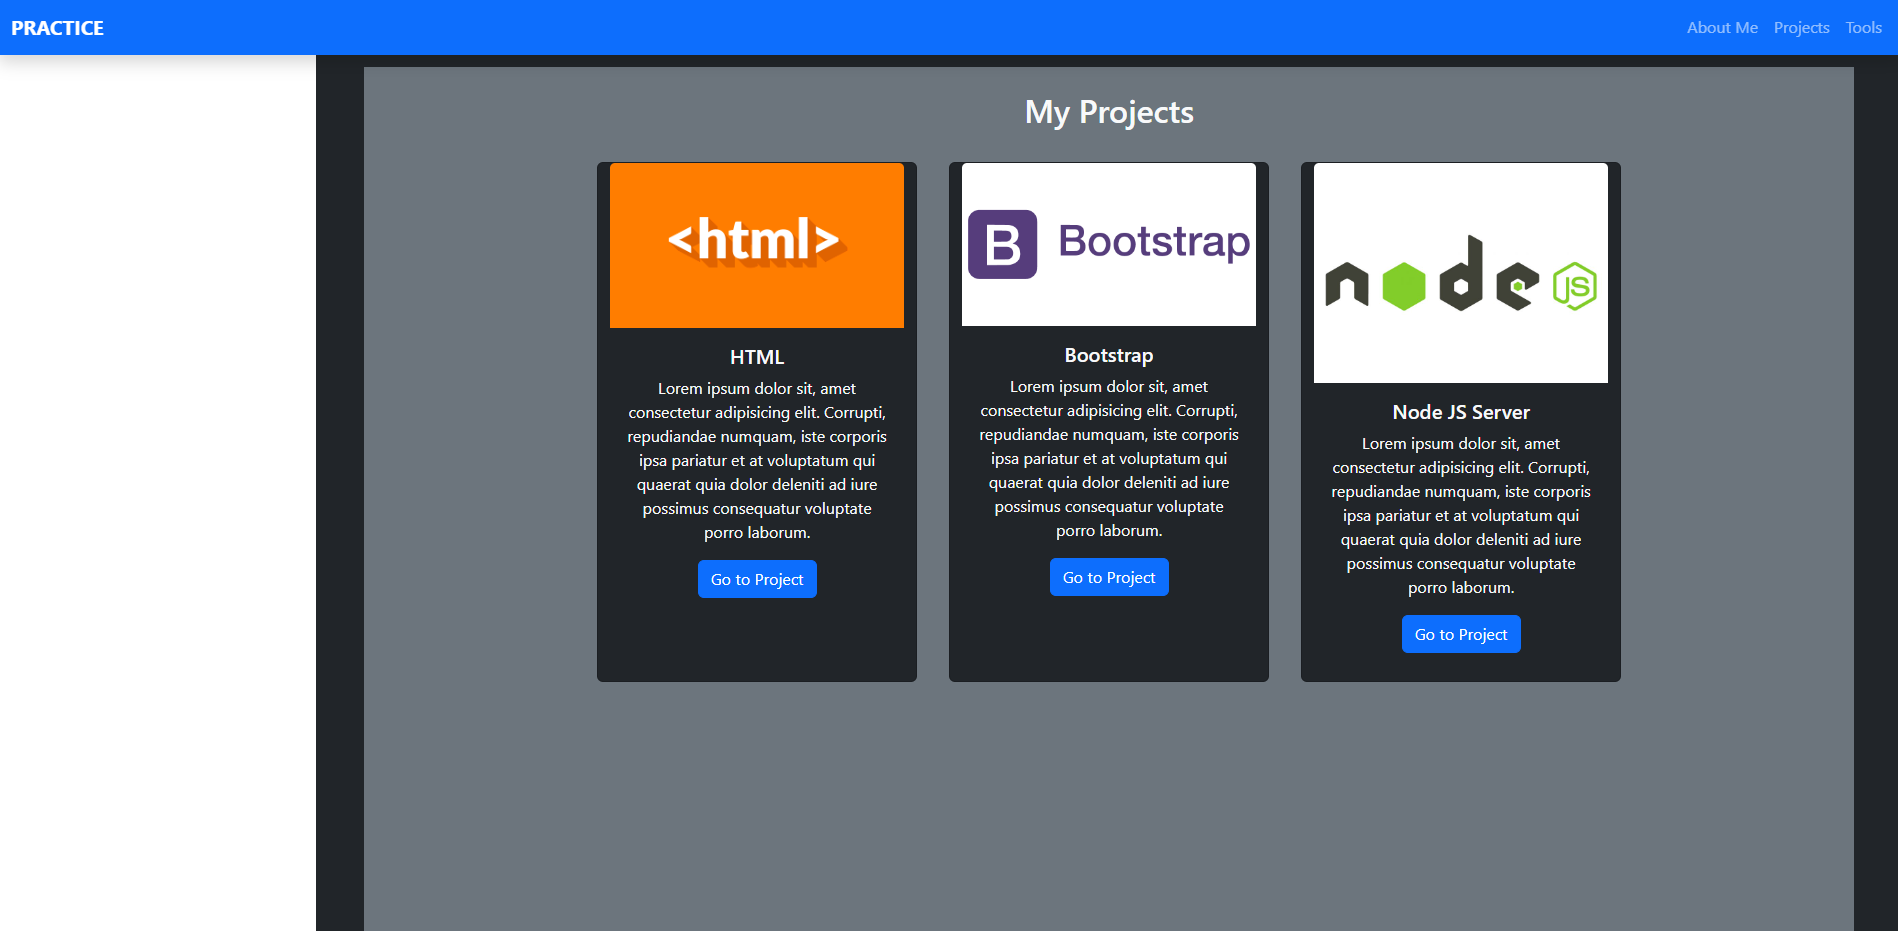 PRACTICE
About Me Projects Tools
My Projects
<html>
HTML
Lorem ipsum dolor sit, amet
consectetur adipisicing elit. Corrupti,
repudiandae numquam, iste corporis
ipsa pariatur et at voluptatum qui
quaerat quia dolor deleniti ad iure
possimus consequatur voluptate
porro laborum.
Go to Project
B Bootstrap
Bootstrap
Lorem ipsum dolor sit, amet
consectetur adipisicing elit. Corrupti,
repudiandae numquam, iste corporis
ipsa pariatur et at voluptatum qui
quaerat quia dolor deleniti ad iure
possimus consequatur voluptate
porro laborum.
Go to Project
node JS
Node JS Server
Lorem ipsum dolor sit, amet
consectetur adipisicing elit. Corrupti,
repudiandae numquam, iste corporis
ipsa pariatur et at voluptatum qui
quaerat quia dolor deleniti ad iure
possimus consequatur voluptate
porro laborum.
Go to Project